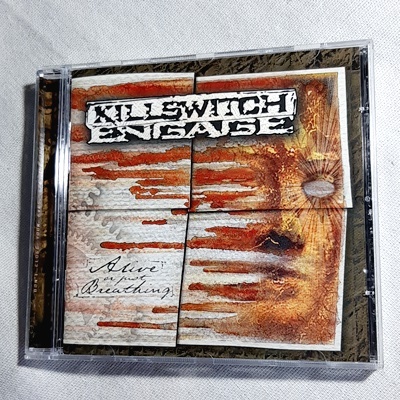 KILLSWITCH
ENGAGE
Alive
or just
Breathing